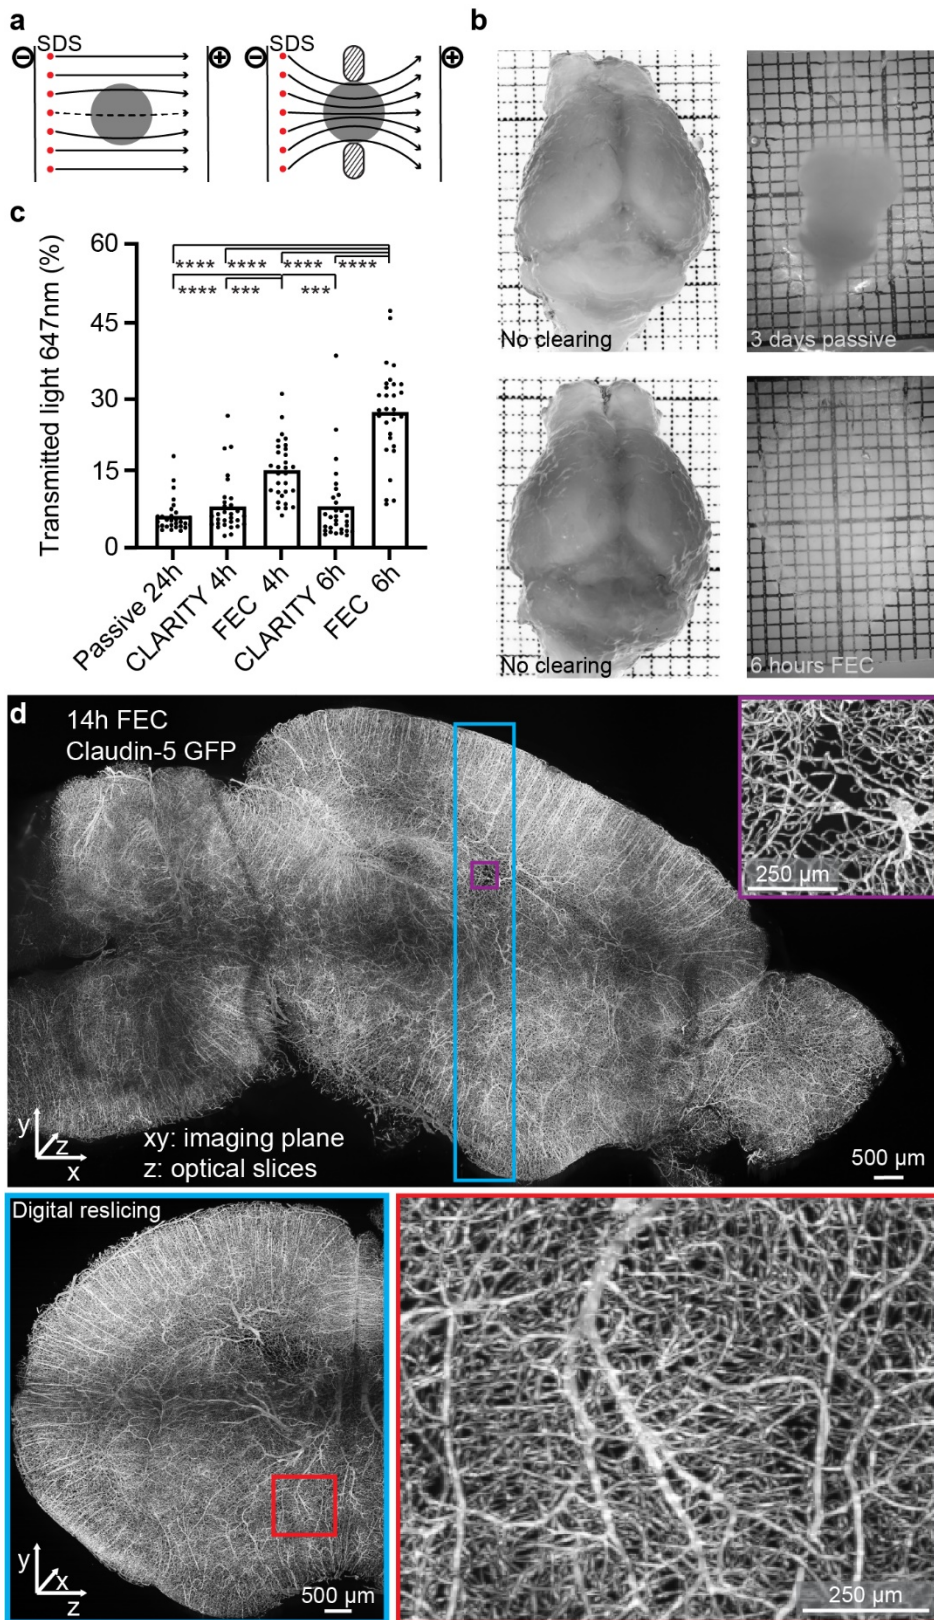 a
SDS
SDS
b
No clearing
3 days passive
No clearing
6 hours FEC
c
Transmitted light 647nm (%)
60
45
30
15
0
**** **** **** ****
**** *** ***
Passive 24h
CLARITY 4h
FEC 4h
CLARITY 6h
FEC 6h
d
14h FEC
Claudin-5 GFP
250 µm
y
z
x
xy: imaging plane
z: optical slices
500 µm
Digital reslicing
y
x
z
500 µm
250 µm